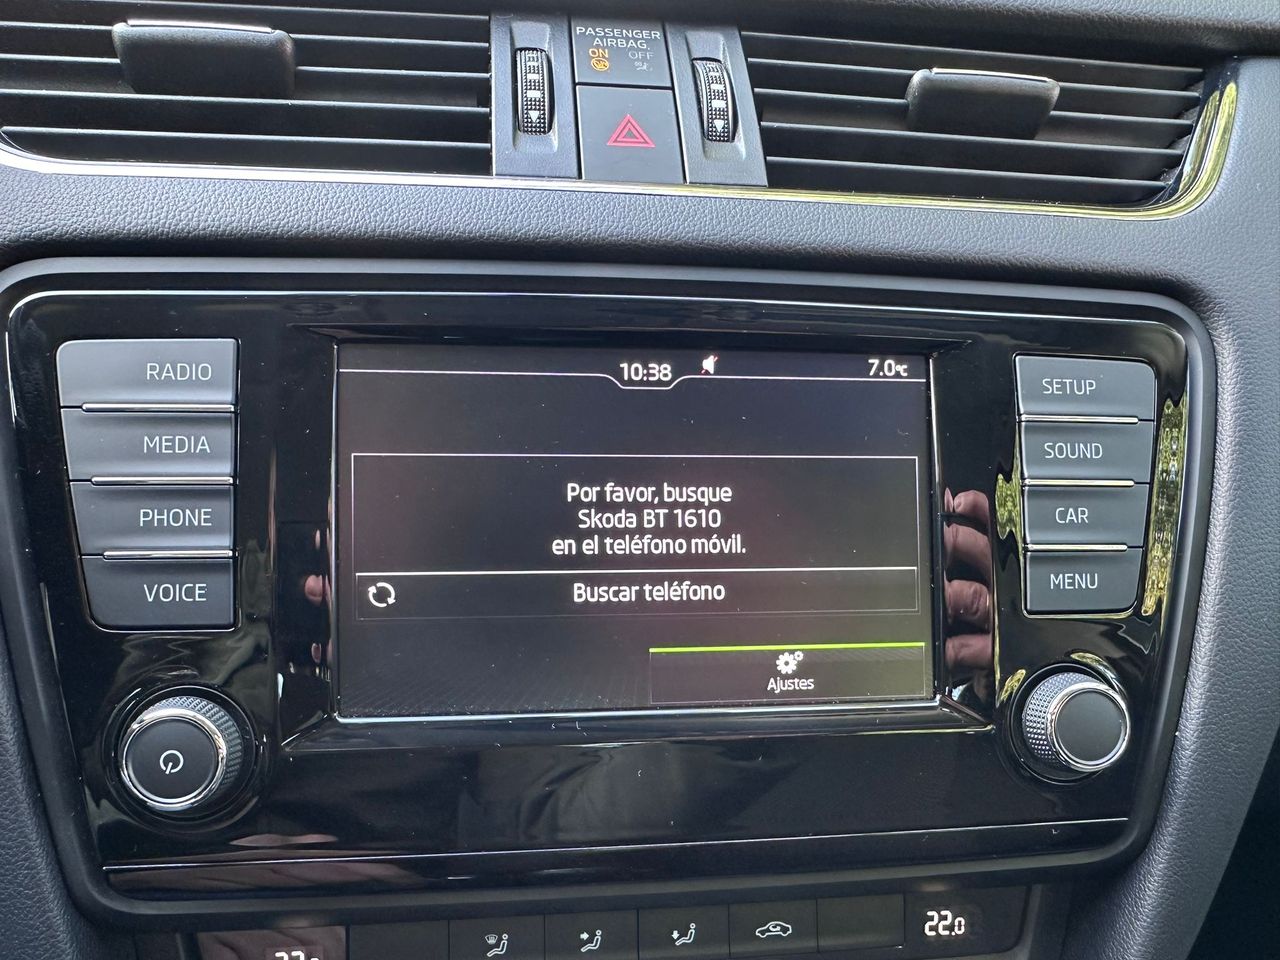 PASSENGER
AIRBAG
ON OFF
RADIO
MEDIA
PHONE
VOICE
10:38
7.0°C
Por favor, busque
Skoda BT 1610
en el teléfono móvil.
Buscar teléfono
Ajustes
SETUP
SOUND
CAR
MENU
22.0